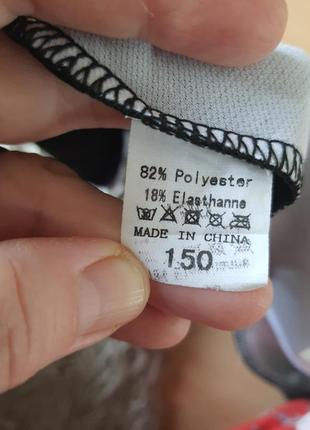 82% Polyester
18% Elasthanne
MADE IN CHINA
150